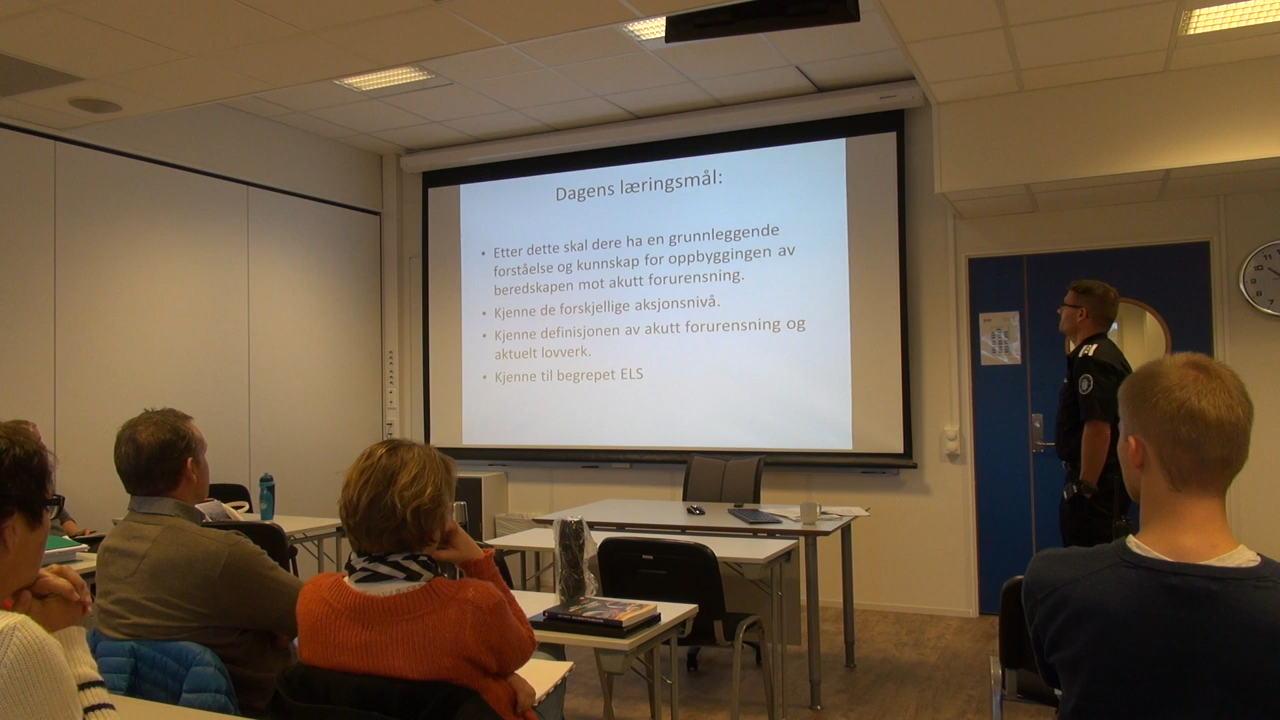 Dagens læringsmål:
• Etter dette skal dere ha en grunnleggende
forståelse og kunnskap for oppbyggingen av
beredskapen mot akutt forurensning.
• Kjenne de forskjellige aksjonsnivå.
• Kjenne definisjonen av akutt forurensning og
aktuelt lovverk.
• Kjenne til begrepet ELS